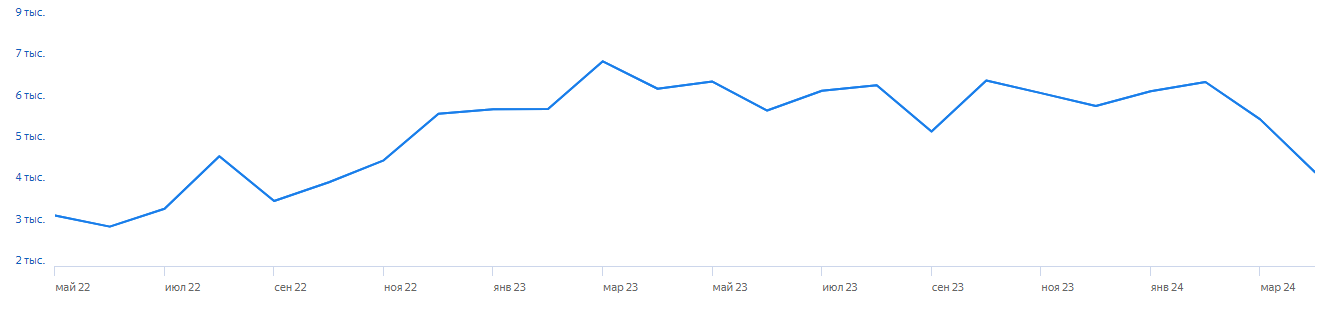 9 тыс.
7 тыс.
6 тыс.
5 тыс.
4 тыс.
3 тыс.
2 тыс.
май 22 июл 22 сен 22 ноя 22 янв 23 мар 23 май 23 июл 23 сен 23 ноя 23 янв 24 мар 24